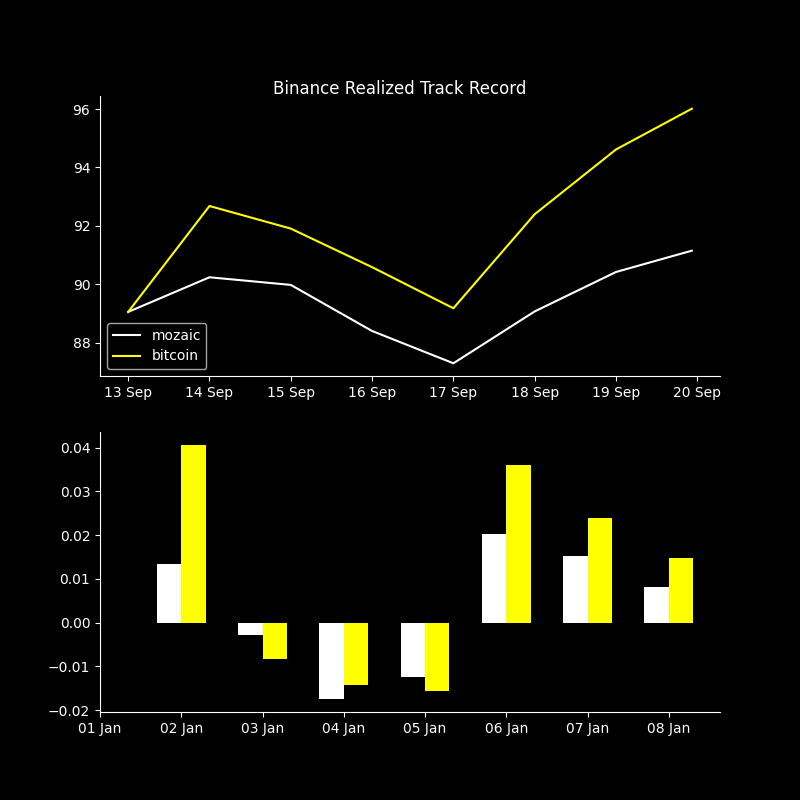 Binance Realized Track Record
96
94
92
90
88
mozaic
bitcoin
13 Sep 14 Sep 15 Sep 16 Sep 17 Sep 18 Sep 19 Sep 20 Sep
0.04
0.03
0.02
0.01
0.00
−0.01
−0.02
01 Jan 02 Jan 03 Jan 04 Jan 05 Jan 06 Jan 07 Jan 08 Jan